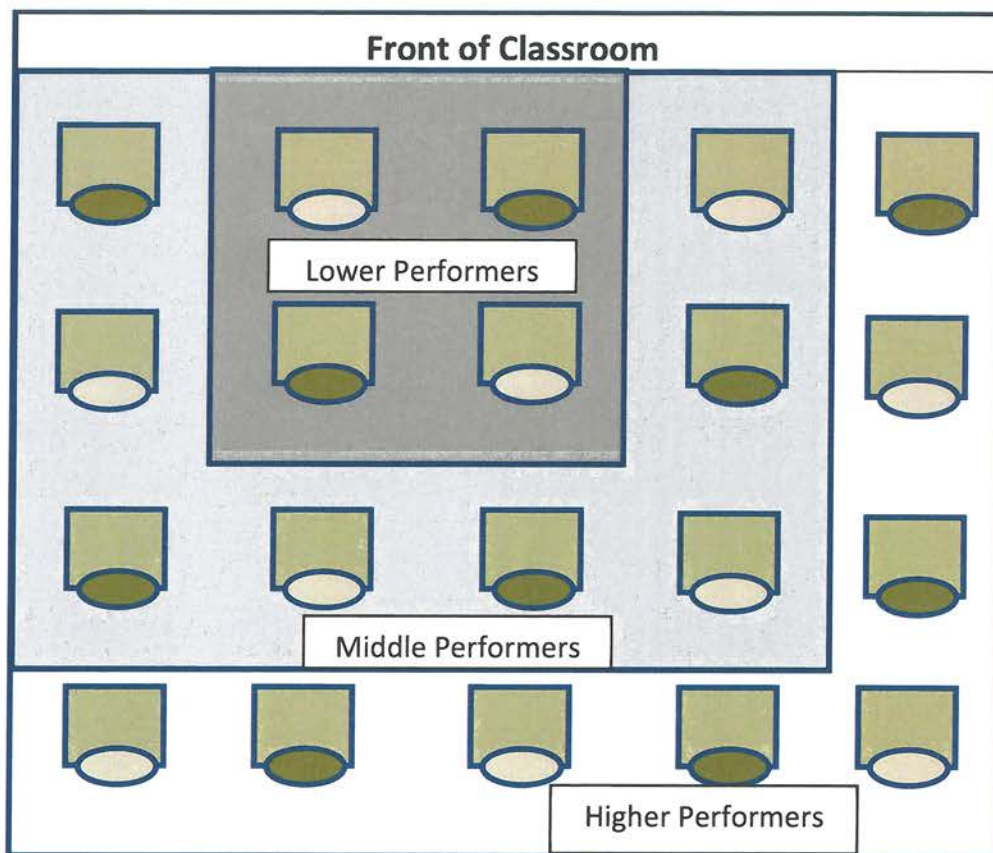 Front of Classroom
Lower Performers
Middle Performers
Higher Performers